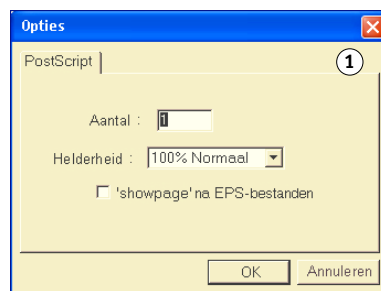 Opties
PostScript
1
Aantal : 1
Helderheid : 100% Normaal
'showpage' na EPS-bestanden
OK Annuleren